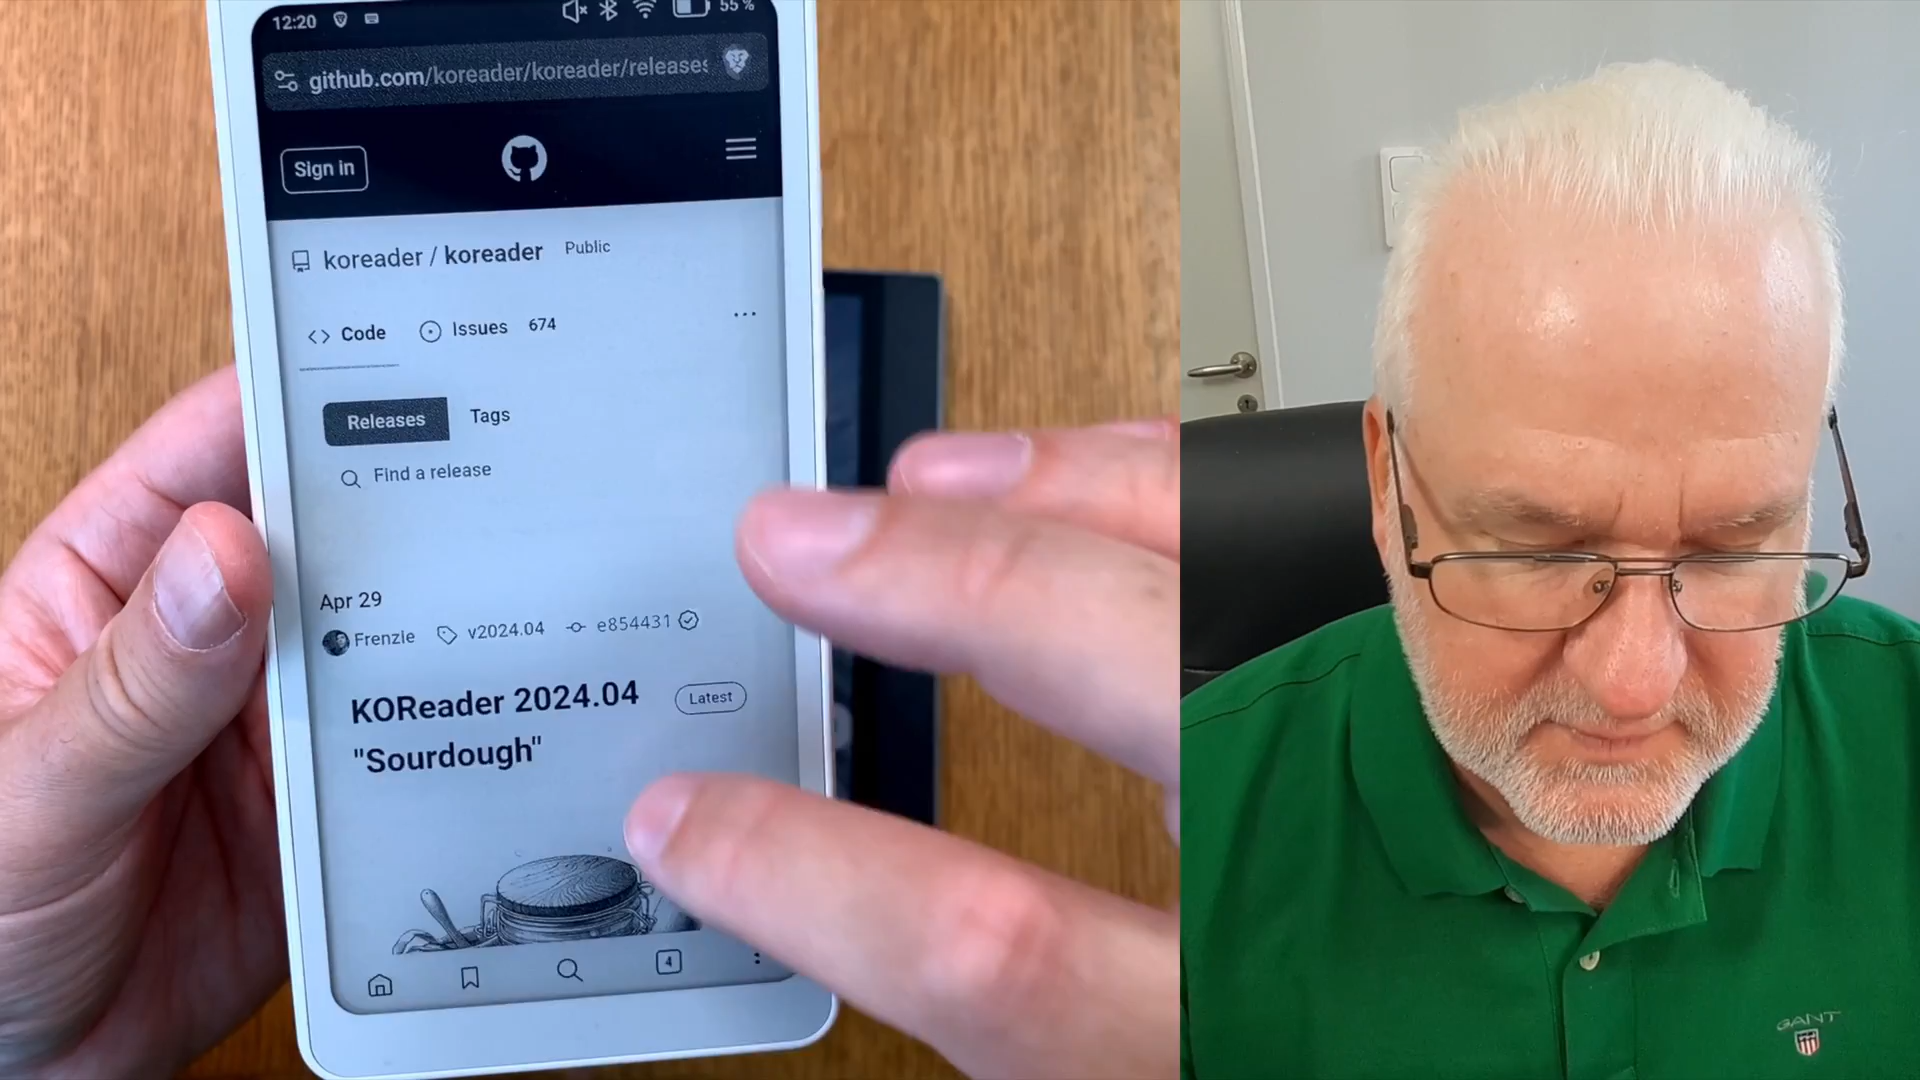 12:20 55 %
github.com/koreader/koreader/releases
Sign in
koreader / koreader Public
Code Issues 674
Releases Tags
Find a release
Apr 29
Frenzie v2024.04 e854431
KOReader 2024.04 Latest
"Sourdough"
4
GANT